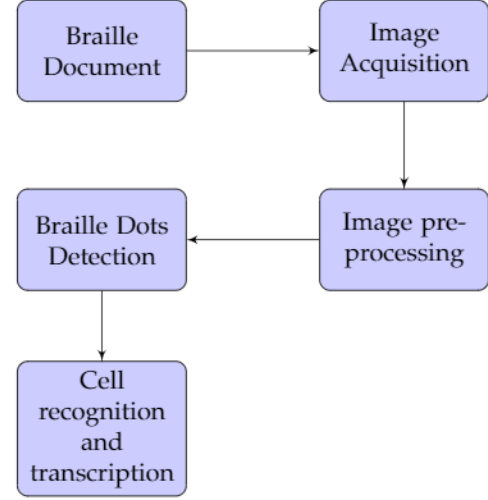 Braille
Document
Image
Acquisition
Image pre-
processing
Braille Dots
Detection
Cell
recognition
and
transcription